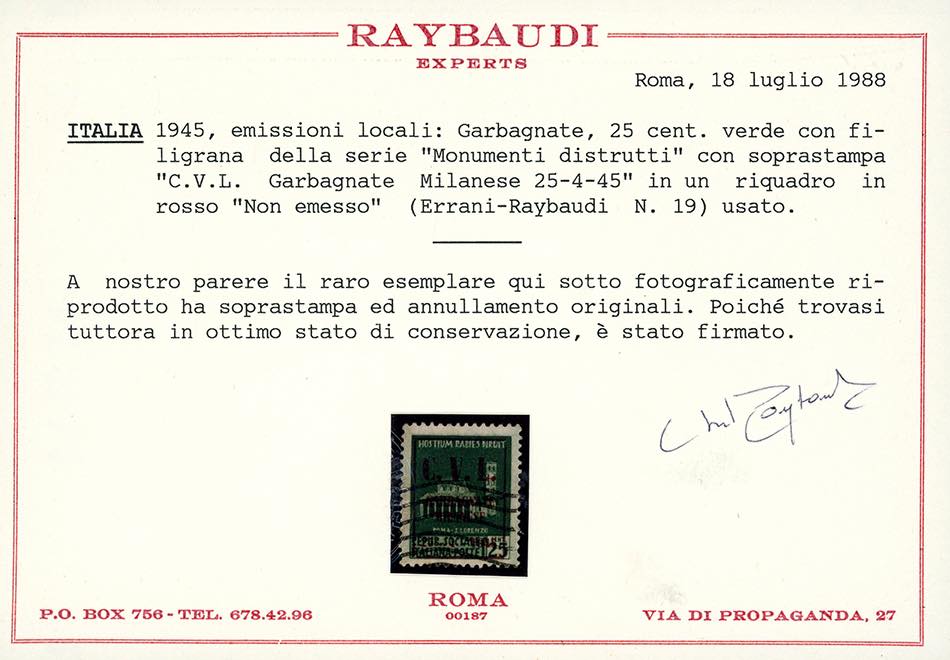 RAYBAUDI
EXPERTS
Roma, 18 luglio 1988
ITALIA 1945, emissioni locali: Garbagnate, 25 cent. verde con fi-
ligrana della serie "Monumenti distrutti" con soprastampa
"C.V.L. Garbagnate Milanese 25-4-45" in un riquadro in
rosso "Non emesso" (Errani-Raybaudi N. 19) usato.
A nostro parere il raro esemplare qui sotto fotograficamente ri-
prodotto ha soprastampa ed annullamento originali. Poiché trovasi
tuttora in ottimo stato di conservazione, è stato firmato.
HOSTIUM RABIES DIRUIT
C. V. L.
ROMA-S.LORENZO
REPUB. SOCIALE
ITALIANA-POSTE 25
ROMA
00187
P.O. BOX 756 - TEL. 678.42.96
VIA DI PROPAGANDA, 27